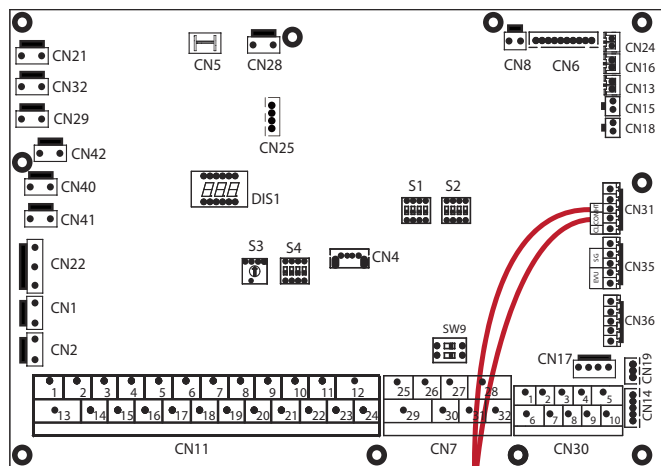 CN21
CN5
CN28
CN8
CN6
CN24
CN16
CN32
CN13
CN15
CN29
CN18
CN42
CN25
CN40
DIS1
888
S1
S2
CN31
CN41
CN22
S3
S4
CN4
SG
EVU
CN35
CN1
CN36
CN2
SW9
CN17
CN19
1 2 3 4 5 6 7 8 9 10 11 12
13 14 15 16 17 18 19 20 21 22 23 24
CN11
25 26 27 28
29 30 31 32
CN7
1 2 3 4 5
6 7 8 9 10
CN30
CN14